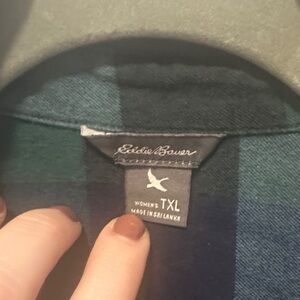 Eddie Bauer
WOMEN'S TXL
MADE IN SRI LANKA